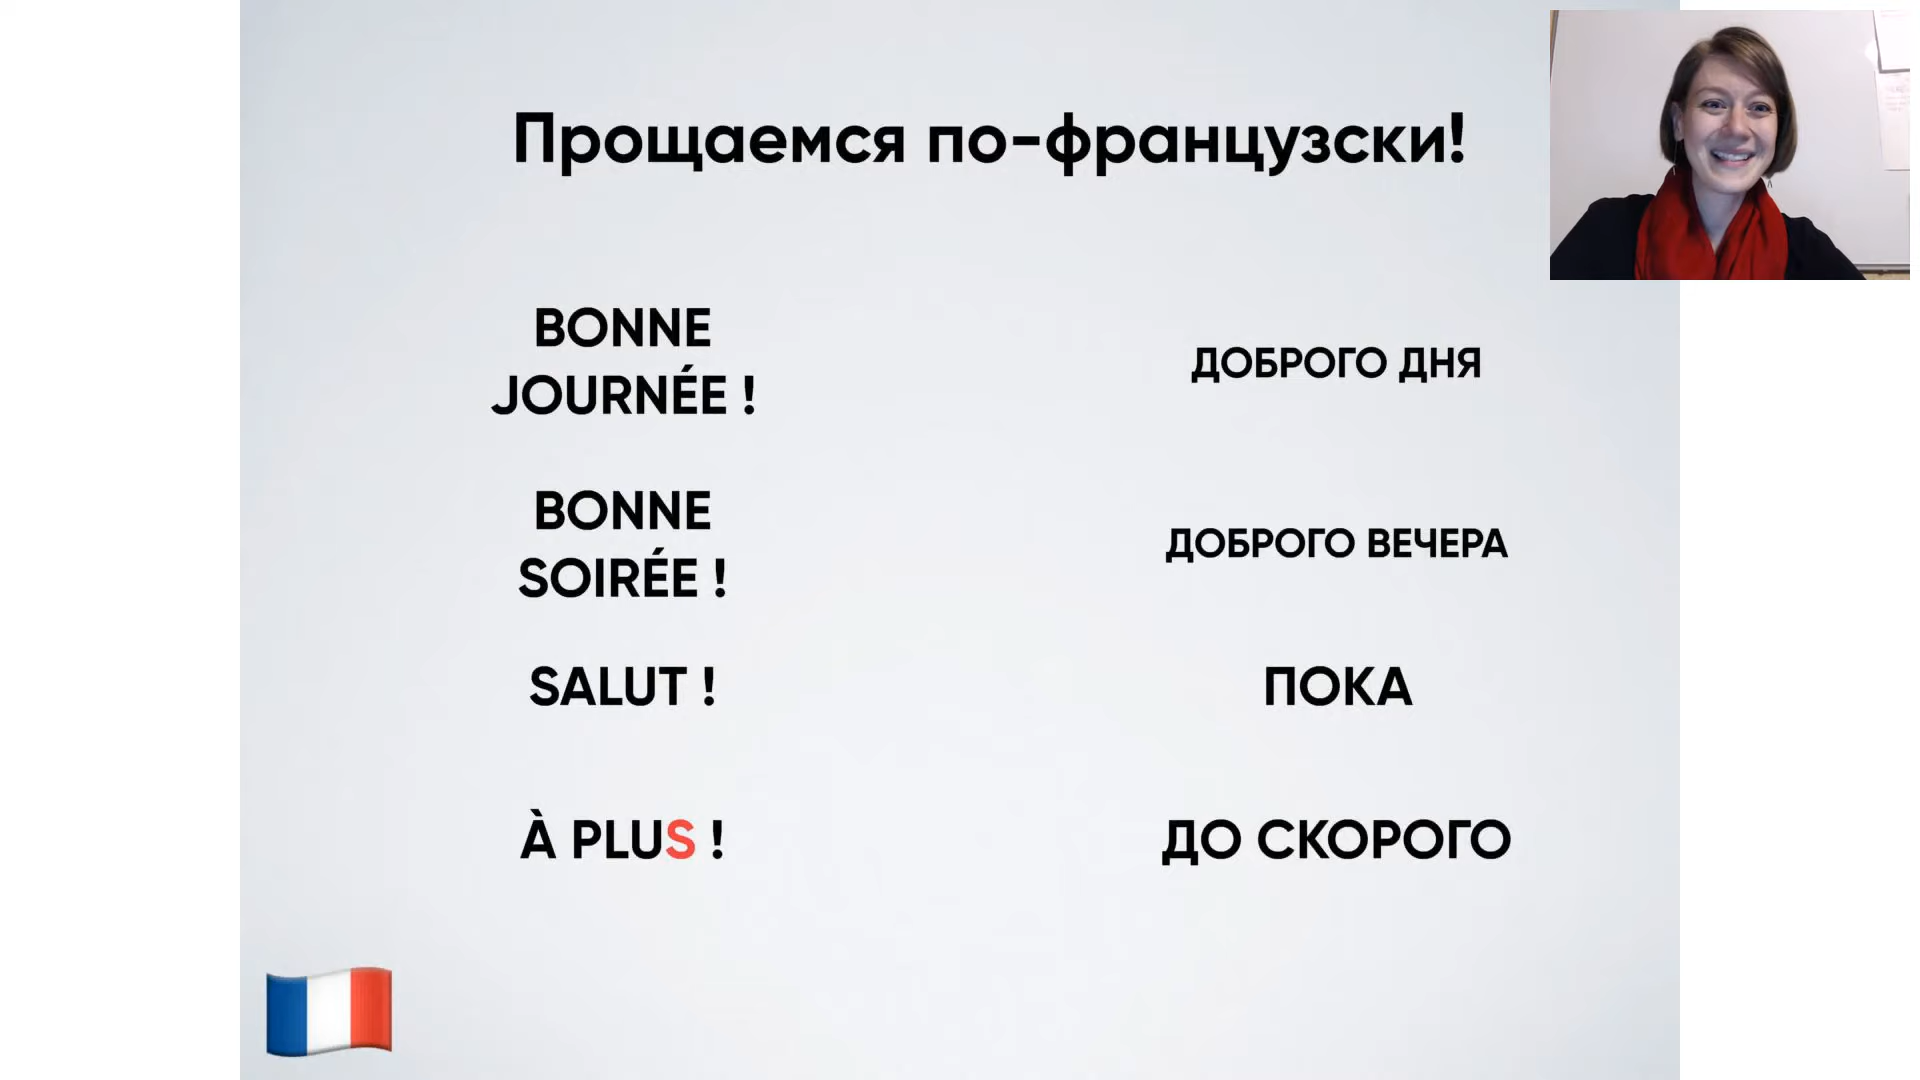 Прощаемся по-французски!
BONNE
JOURNÉE !
ДОБРОГО ДНЯ
BONNE
SOIRÉE !
ДОБРОГО ВЕЧЕРА
SALUT !
ПОКА
À PLUS !
ДО СКОРОГО